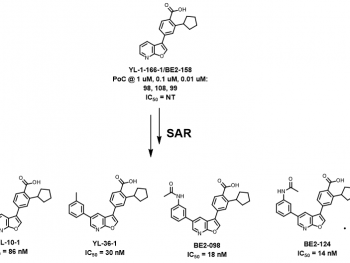 YL-1-166-1/BE2-158
PoC @ 1 uM, 0.1 uM, 0.01 uM:
98, 108, 99
IC50 = NT
SAR
L-10-1
= 86 nM
YL-36-1
IC50 = 30 nM
BE2-098
IC50 = 18 nM
BE2-124
IC50 = 14 nM